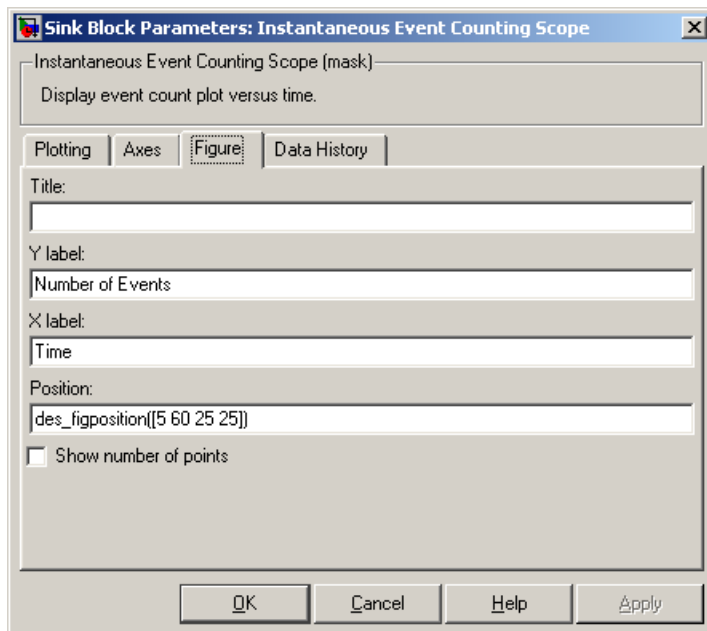 Sink Block Parameters: Instantaneous Event Counting Scope
Instantaneous Event Counting Scope (mask)
Display event count plot versus time.
Plotting
Axes
Figure
Data History
Title:
Y label:
Number of Events
X label:
Time
Position:
des_figposition([5 60 25 25])
Show number of points
OK
Cancel
Help
Apply